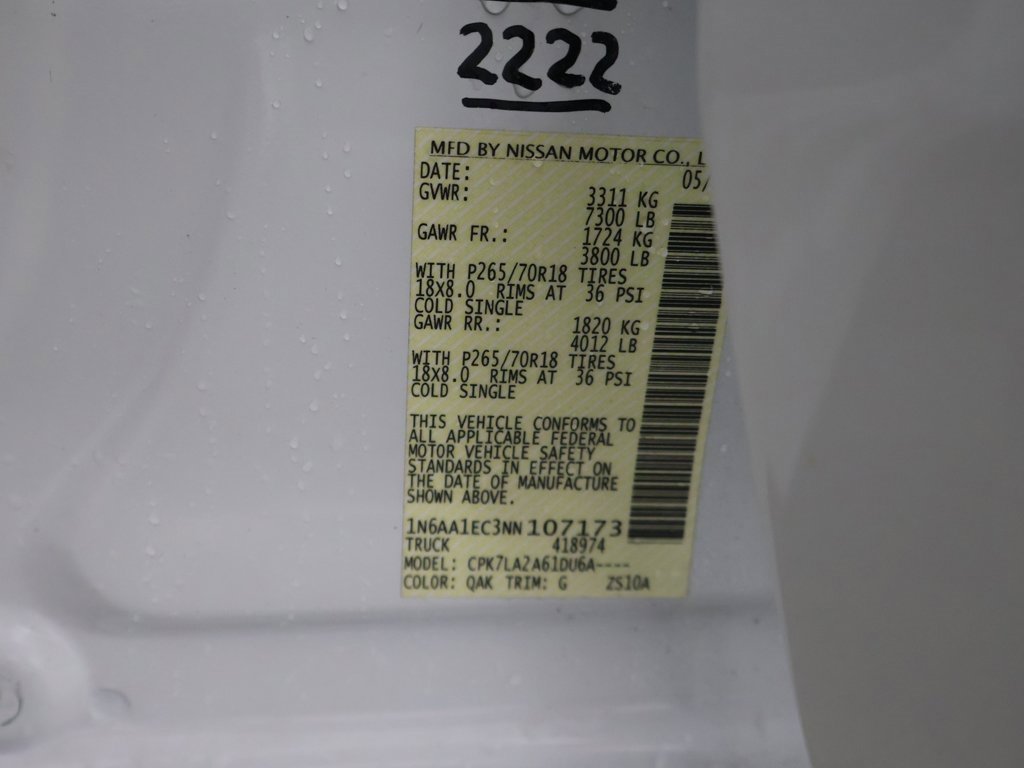 2222
MFD BY NISSAN MOTOR CO., L
DATE: 05/
GVWR: 3311 KG
7300 LB
GAWR FR.: 1724 KG
3800 LB
WITH P265/70R18 TIRES
18X8.0 RIMS AT 36 PSI
COLD SINGLE
GAWR RR.: 1820 KG
4012 LB
WITH P265/70R18 TIRES
18X8.0 RIMS AT 36 PSI
COLD SINGLE
THIS VEHICLE CONFORMS TO
ALL APPLICABLE FEDERAL
MOTOR VEHICLE SAFETY
STANDARDS IN EFFECT ON
THE DATE OF MANUFACTURE
SHOWN ABOVE.
1N6AA1EC3NN107173
TRUCK 418974
MODEL: CPK7LA2A61DU6A----
COLOR: QAK TRIM: G ZS10A